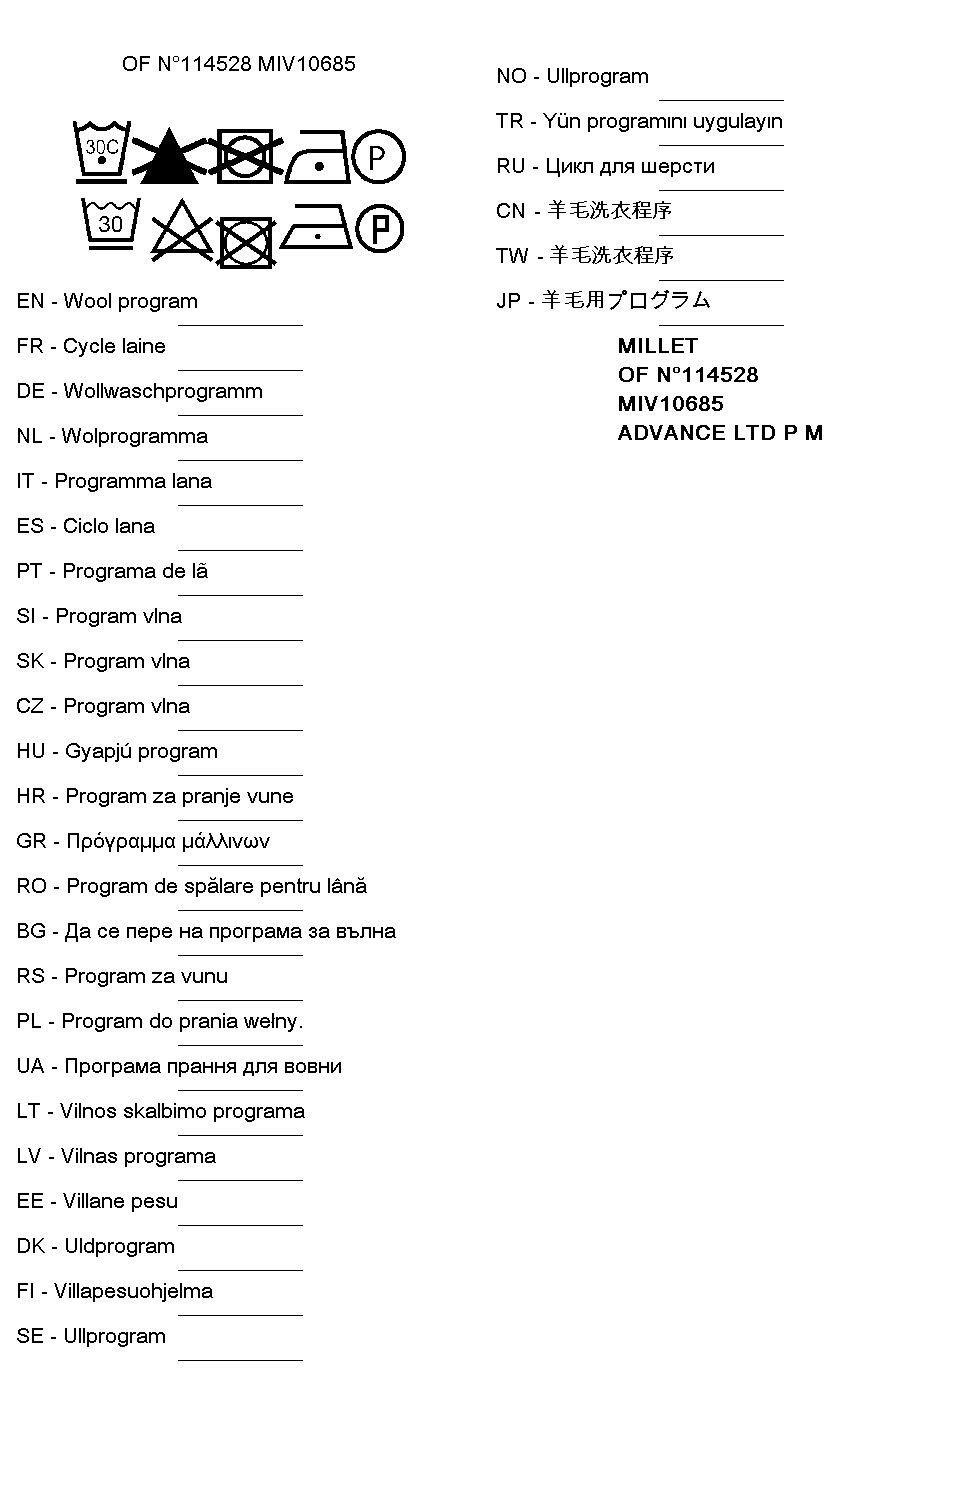 OF N°114528 MIV10685
30C
P
30
P
EN - Wool program
FR - Cycle laine
DE - Wollwaschprogramm
NL - Wolprogramma
IT - Programma lana
ES - Ciclo lana
PT - Programa de lã
SI - Program vlna
SK - Program vlna
CZ - Program vlna
HU - Gyapjú program
HR - Program za pranje vune
GR - Πρόγραμμα μάλλινων
RO - Program de spălare pentru lână
BG - Да се пере на програма за вълна
RS - Program za vunu
PL - Program do prania wełny.
UA - Програма прання для вовни
LT - Vilnos skalbimo programa
LV - Vilnas programa
EE - Villane pesu
DK - Uldprogram
FI - Villapesuohjelma
SE - Ullprogram
NO - Ullprogram
TR - Yün programını uygulayın
RU - Цикл для шерсти
CN - 羊毛洗衣程序
TW - 羊毛洗衣程序
JP - 羊毛用プログラム
MILLET
OF N°114528
MIV10685
ADVANCE LTD P M